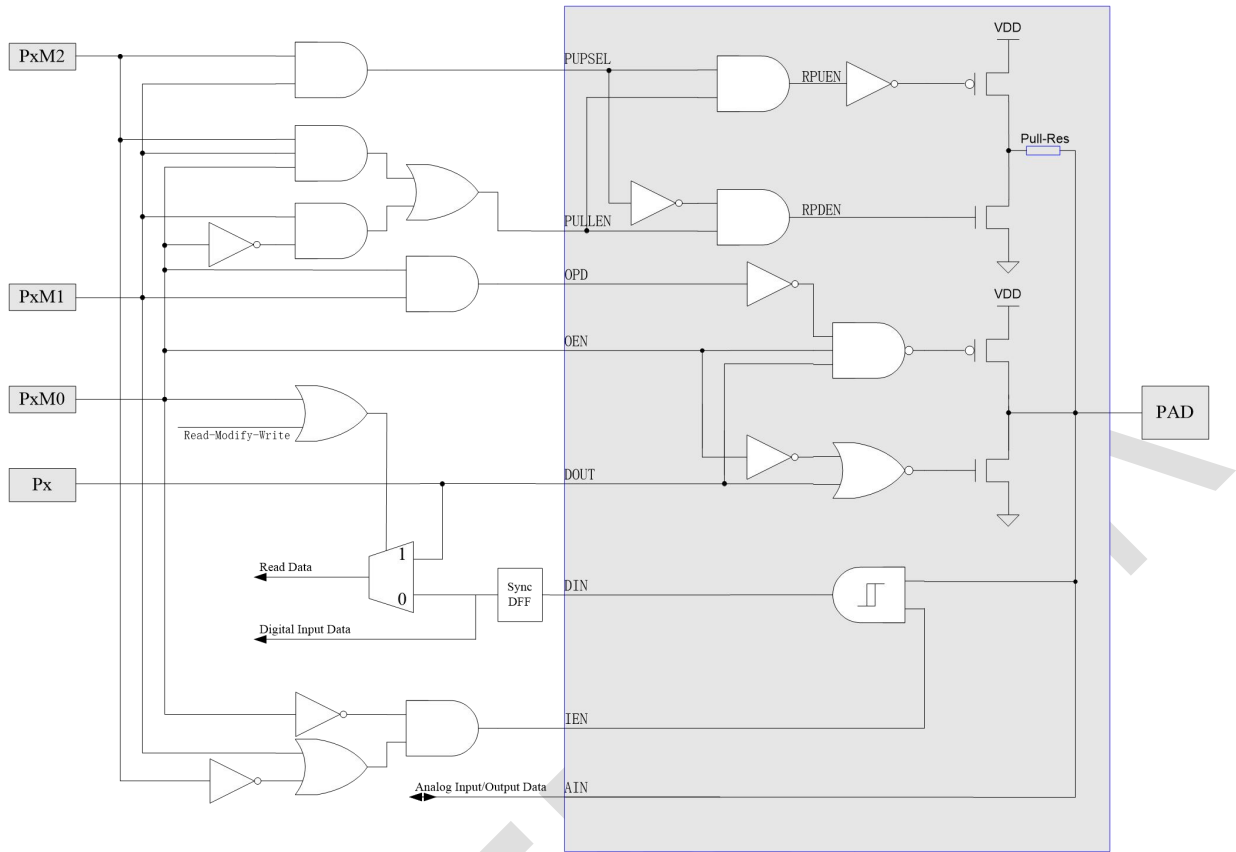 VDD
PxM2
PUPSEL
RPUEN
Pull-Res
PULLEN
RPDEN
PxM1
OPD
VDD
OEN
PxM0
PAD
Read-Modify-Write
Px
DOUT
1
Read Data
0
Sync
DFF
DIN
Digital Input Data
IEN
Analog Input/Output Data
AIN